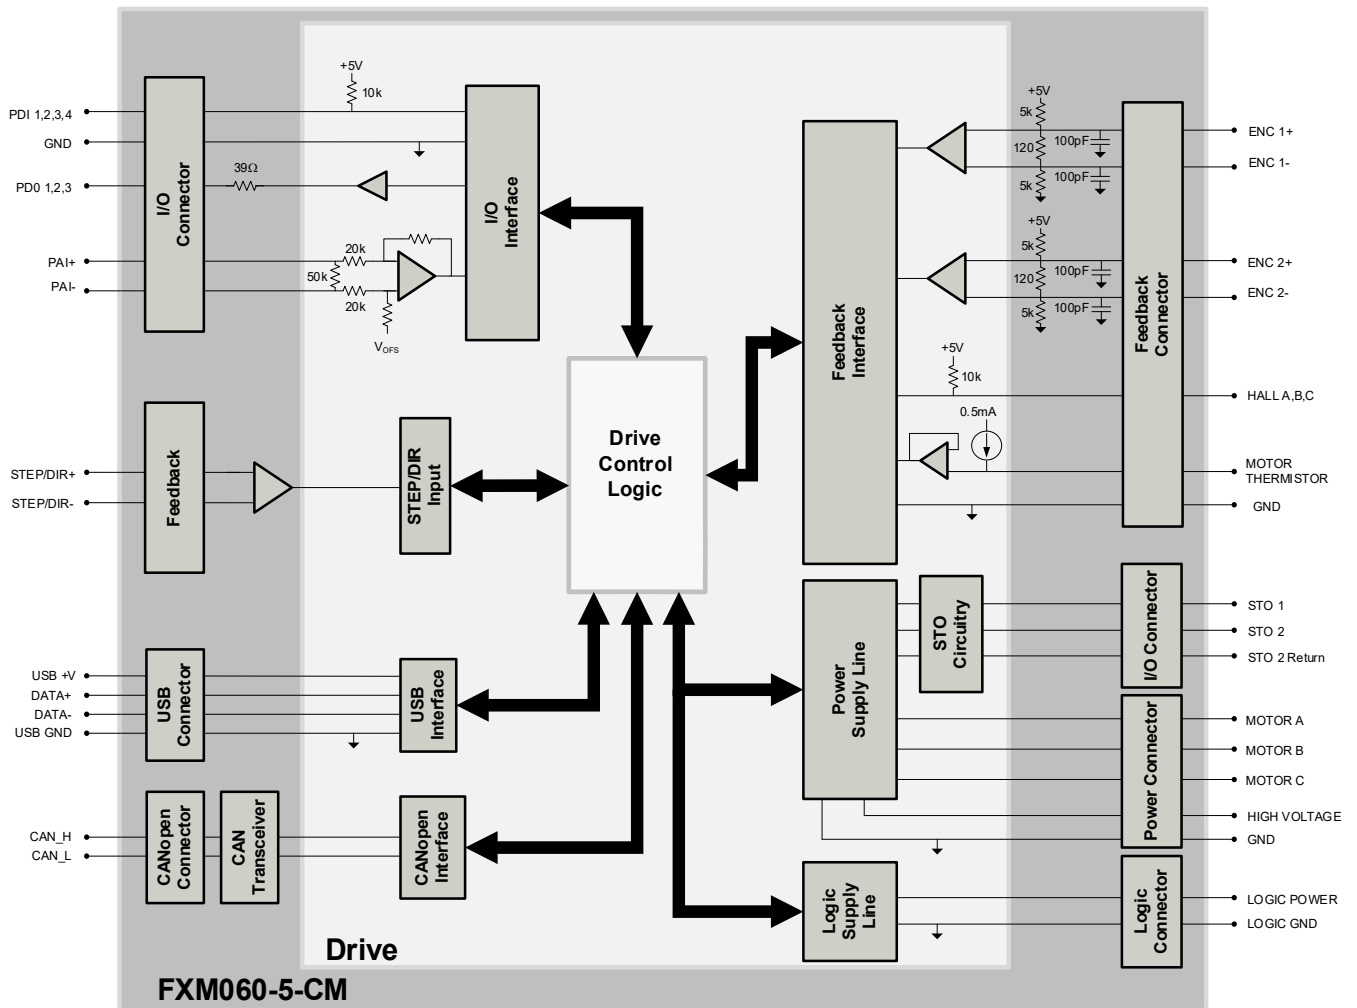 PDI 1,2,3,4
GND
PD0 1,2,3
PAI+
PAI-
I/O
Connector
+5V
10k
39Ω
20k
50k
20k
VOFS
I/O
Interface
STEP/DIR+
STEP/DIR-
Feedback
STEP/DIR
Input
USB +V
DATA+
DATA-
USB GND
USB
Connector
USB
Interface
CAN_H
CAN_L
CANopen
Connector
CAN
Transceiver
CANopen
Interface
Drive
Control
Logic
Feedback
Interface
+5V
5k
120
5k
100pF
100pF
+5V
5k
120
5k
100pF
100pF
+5V
10k
0.5mA
Feedback
Connector
ENC 1+
ENC 1-
ENC 2+
ENC 2-
HALL A,B,C
MOTOR
THERMISTOR
GND
Power
Supply Line
STO
Circuitry
I/O Connector
STO 1
STO 2
STO 2 Return
Power Connector
MOTOR A
MOTOR B
MOTOR C
HIGH VOLTAGE
GND
Logic
Supply
Line
Logic
Connector
LOGIC POWER
LOGIC GND
Drive
FXM060-5-CM